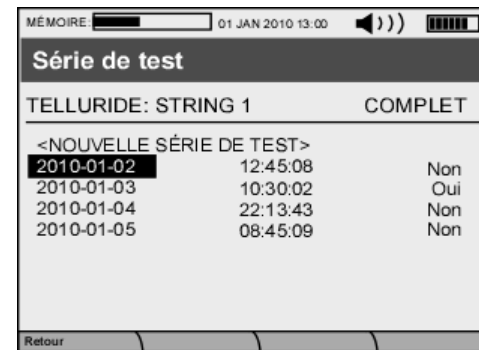 MÉMOIRE: 01 JAN 2010 13:00
Série de test
TELLURIDE: STRING 1 COMPLET
<NOUVELLE SÉRIE DE TEST>
2010-01-02 12:45:08 Non
2010-01-03 10:30:02 Oui
2010-01-04 22:13:43 Non
2010-01-05 08:45:09 Non
Retour